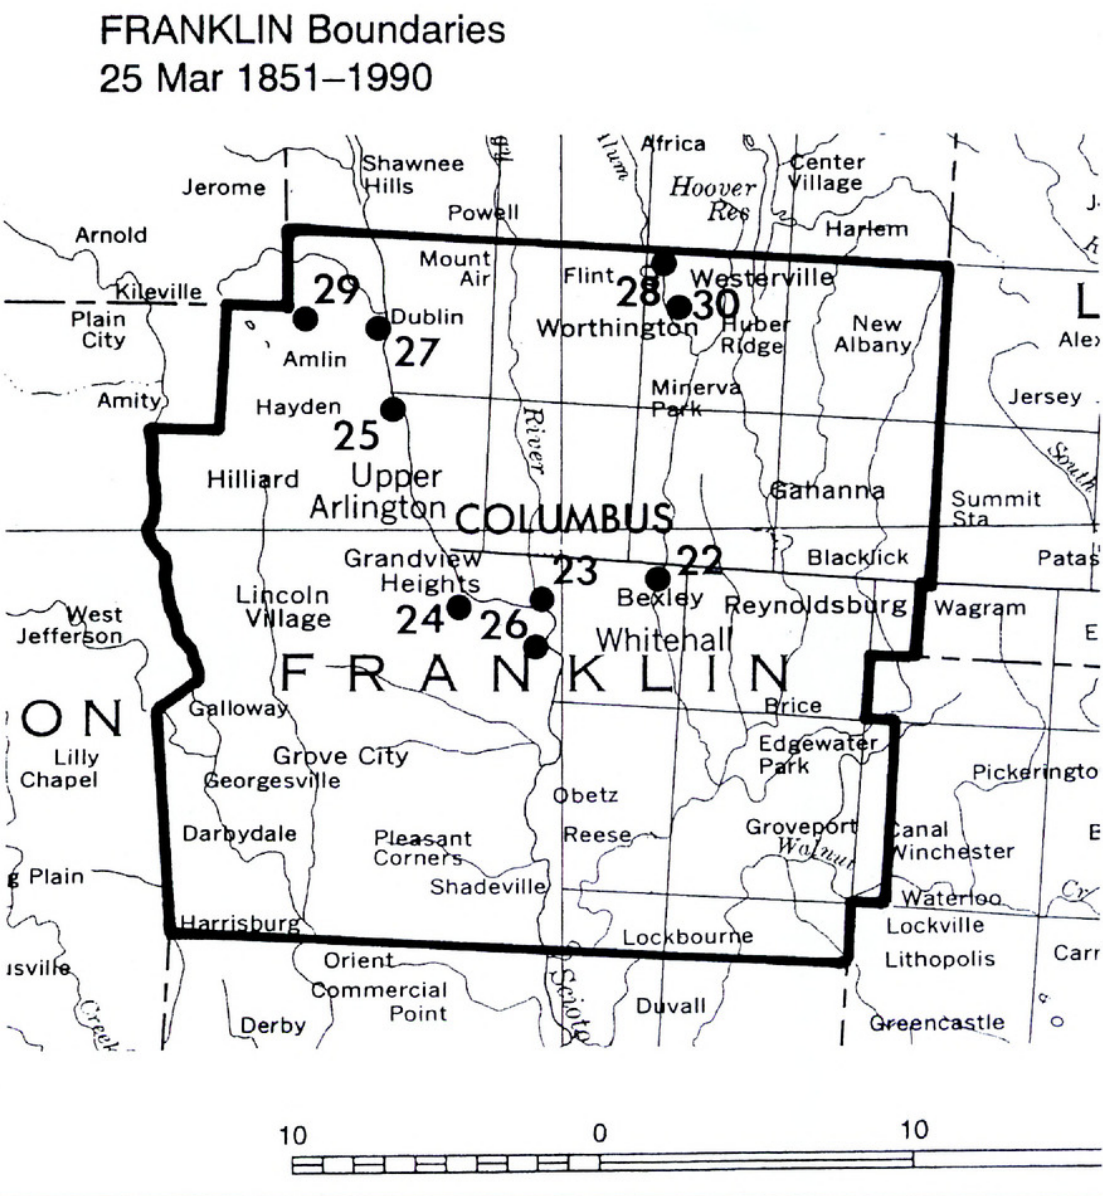 FRANKLIN Boundaries
25 Mar 1851–1990
Africa
Shawnee
Hills
Center
Village
Jerome
Hoover
Res
Powell
Harlem
Arnold
Mount
Air
Flint
Westerville
Kileville
29
28
30
Plain
City
Dublin
Worthington
Huber
Ridge
New
Albany
Amlin
27
Minerva
Park
Jersey
Amity
Hayden
25
River
Upper
Arlington
Hilliard
South
Gahanna
Summit
Sta
COLUMBUS
Grandview
Heights
23
22
Blacklick
Lincoln
Village
24
26
Bexley
Reynoldsburg
Wagram
West
Jefferson
Whitehall
FRANKLIN
ON
Galloway
Brice
Lilly
Chapel
Grove City
Edgewater
Park
Georgesville
Obetz
Darbydale
Pleasant
Corners
Reese
Groveport
Walnut
Canal
Winchester
Plain
Shadeville
Waterloo
Harrisburg
Lockbourne
Lockville
Orient
Lithopolis
Commercial
Point
Scioto
Duvall
Creek
Derby
Greencastle
10 0 10